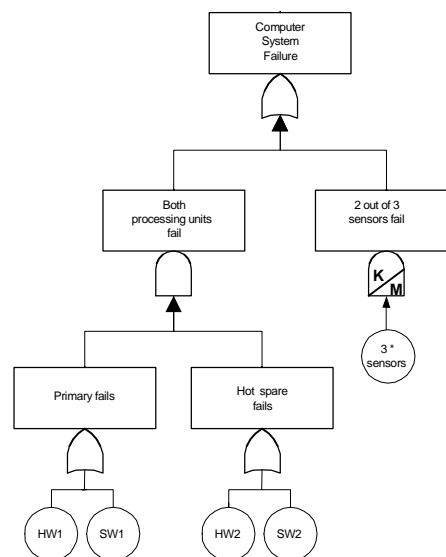 Computer
System
Failure
Both
processing units
fail
2 out of 3
sensors fail
K
M
3 *
sensors
Primary fails
Hot spare
fails
HW1
SW1
HW2
SW2